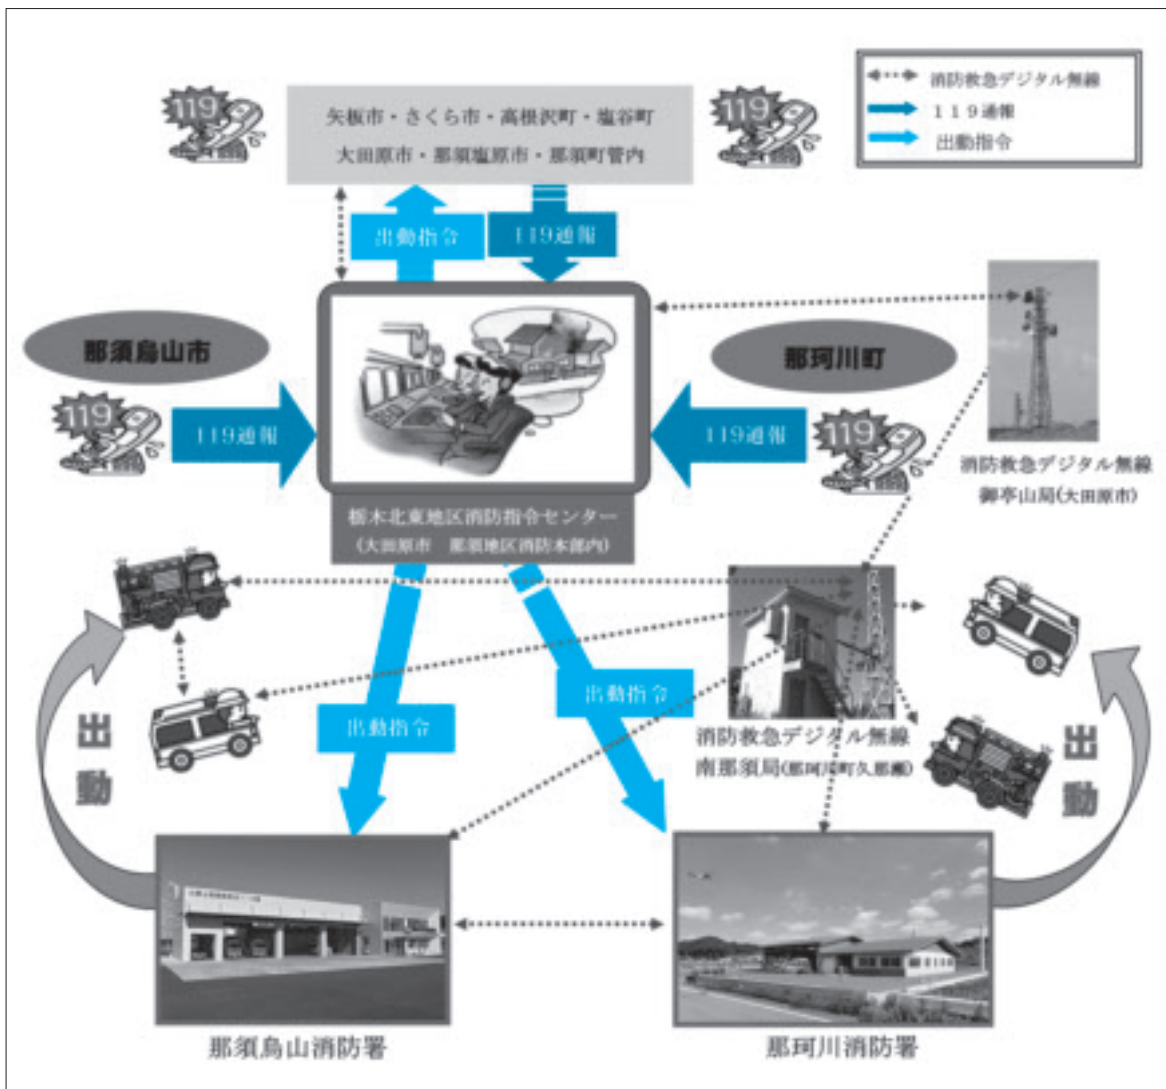 119
矢板市・さくら市・高根沢町・塩谷町
大田原市・那須塩原市・那須町管内
119
消防救急デジタル無線
119通報
出動指令
出動指令
119通報
那須烏山市
那珂川町
119
119通報
119通報
119
消防救急デジタル無線
御亭山局(大田原市)
栃木北東地区消防指令センター
(大田原市 那須地区消防本部内)
出動
出動指令
出動指令
消防救急デジタル無線
南那須局(那珂川町久那瀬)
出動
那須烏山消防署
那珂川消防署